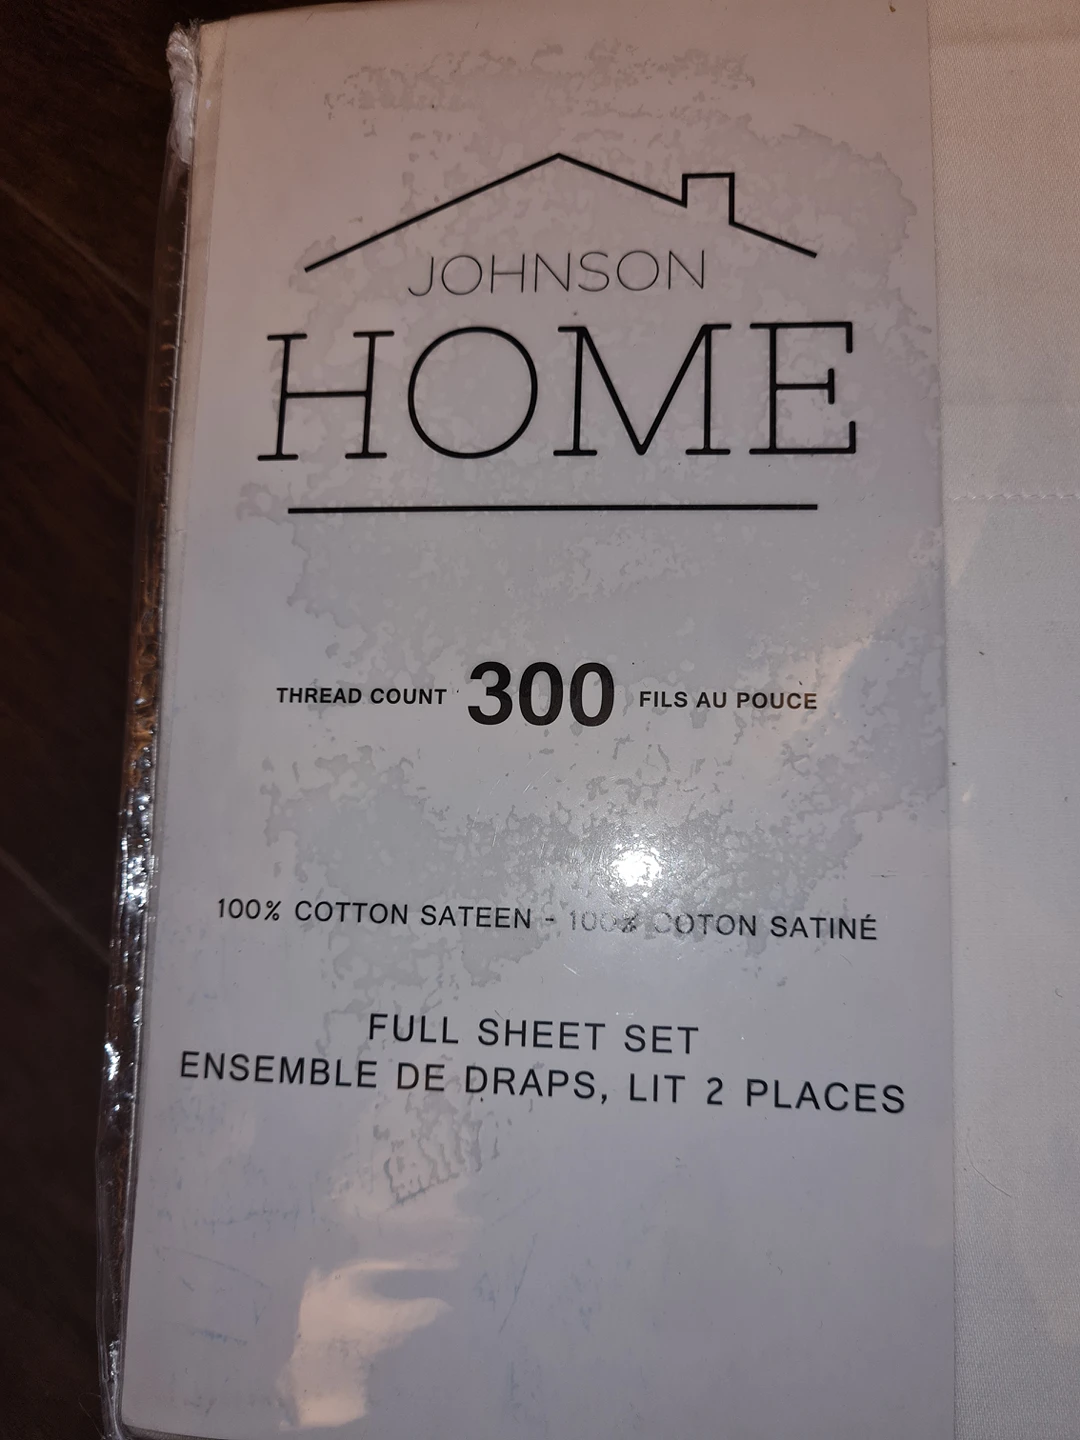 JOHNSON
HOME
THREAD COUNT 300 FILS AU POUCE
100% COTTON SATEEN - 100% COTON SATINÉ
FULL SHEET SET
ENSEMBLE DE DRAPS, LIT 2 PLACES